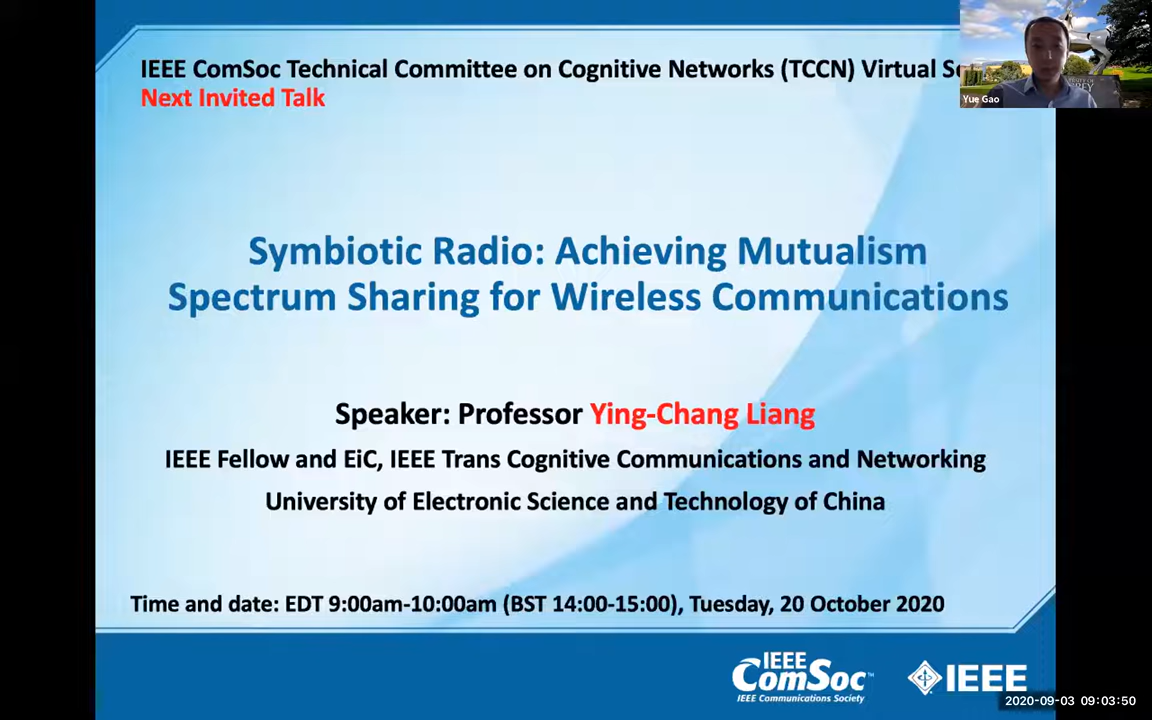 IEEE ComSoc Technical Committee on Cognitive Networks (TCCN) Virtual
Next Invited Talk
Yue Gao
Symbiotic Radio: Achieving Mutualism
Spectrum Sharing for Wireless Communications
Speaker: Professor Ying-Chang Liang
IEEE Fellow and EiC, IEEE Trans Cognitive Communications and Networking
University of Electronic Science and Technology of China
Time and date: EDT 9:00am-10:00am (BST 14:00-15:00), Tuesday, 20 October 2020
IEEE
ComSoc™
IEEE Communications Society
IEEE
2020-09-03 09:03:50